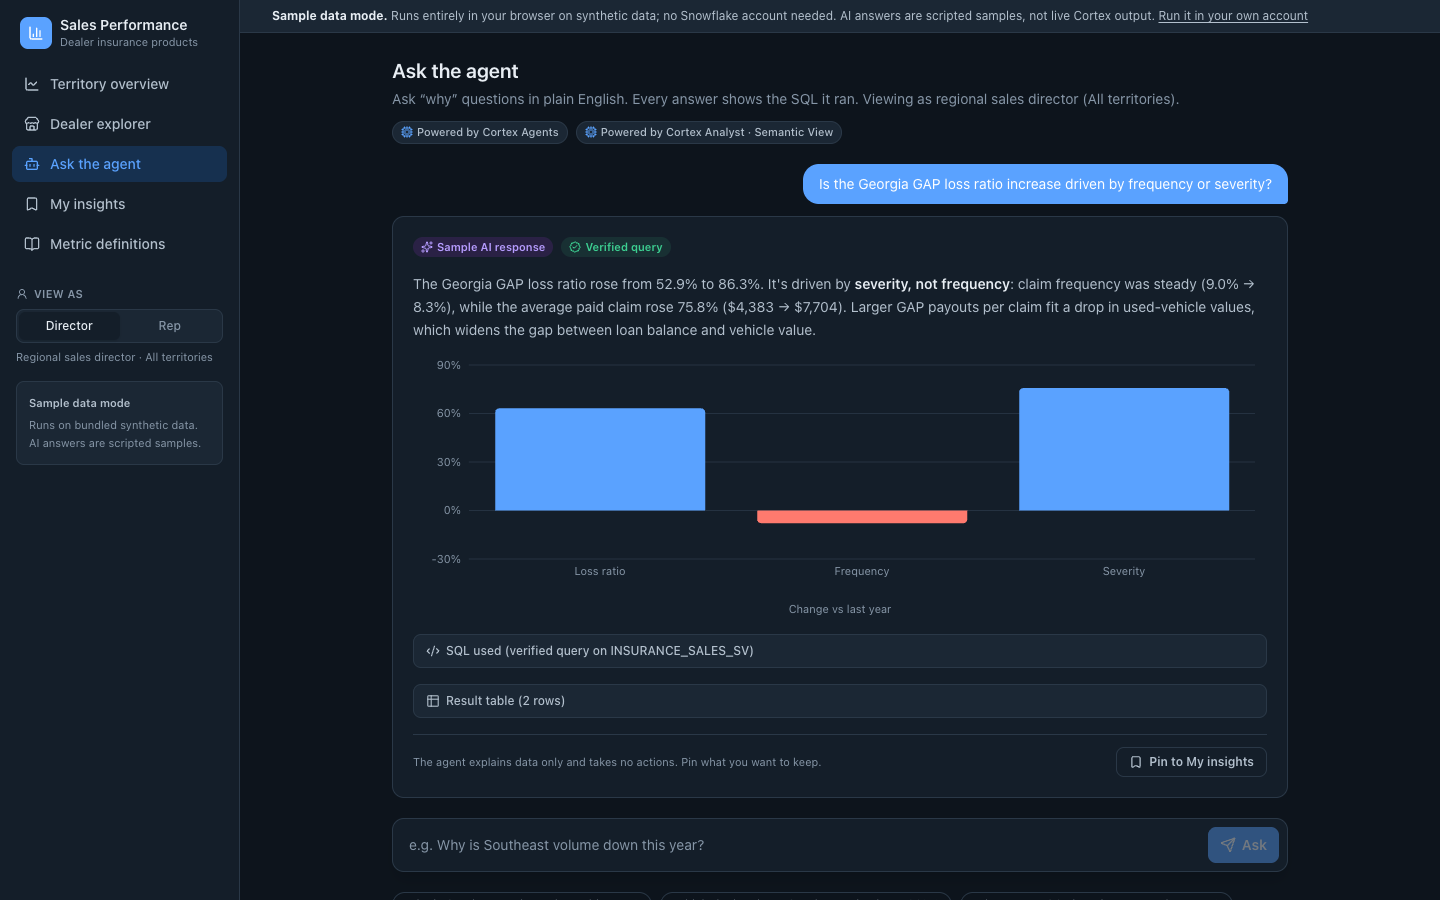 Sample data mode. Runs entirely in your browser on synthetic data; no Snowflake account needed. AI answers are scripted samples, not live Cortex output. Run it in your own account
Sales Performance
Dealer insurance products
Territory overview
Dealer explorer
Ask the agent
My insights
Metric definitions
VIEW AS
Director
Rep
Regional sales director · All territories
Sample data mode
Runs on bundled synthetic data.
AI answers are scripted samples.
Ask the agent
Ask “why” questions in plain English. Every answer shows the SQL it ran. Viewing as regional sales director (All territories).
Powered by Cortex Agents
Powered by Cortex Analyst · Semantic View
Is the Georgia GAP loss ratio increase driven by frequency or severity?
Sample AI response
Verified query
The Georgia GAP loss ratio rose from 52.9% to 86.3%. It's driven by severity, not frequency: claim frequency was steady (9.0% →
8.3%), while the average paid claim rose 75.8% ($4,383 → $7,704). Larger GAP payouts per claim fit a drop in used-vehicle values,
which widens the gap between loan balance and vehicle value.
90%
60%
30%
0%
-30%
Loss ratio
Frequency
Severity
Change vs last year
SQL used (verified query on INSURANCE_SALES_SV)
Result table (2 rows)
The agent explains data only and takes no actions. Pin what you want to keep.
Pin to My insights
e.g. Why is Southeast volume down this year?
Ask